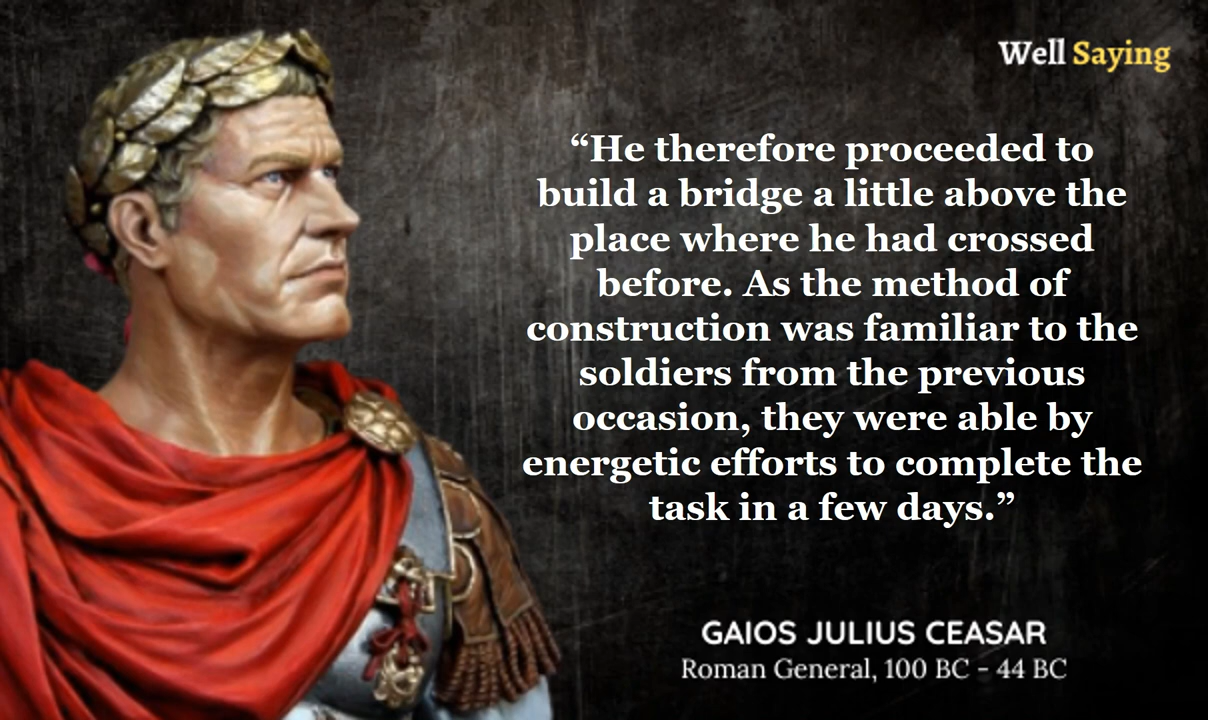 Well Saying
“He therefore proceeded to
build a bridge a little above the
place where he had crossed
before. As the method of
construction was familiar to the
soldiers from the previous
occasion, they were able by
energetic efforts to complete the
task in a few days.”
GAIOS JULIUS CEASAR
Roman General, 100 BC – 44 BC